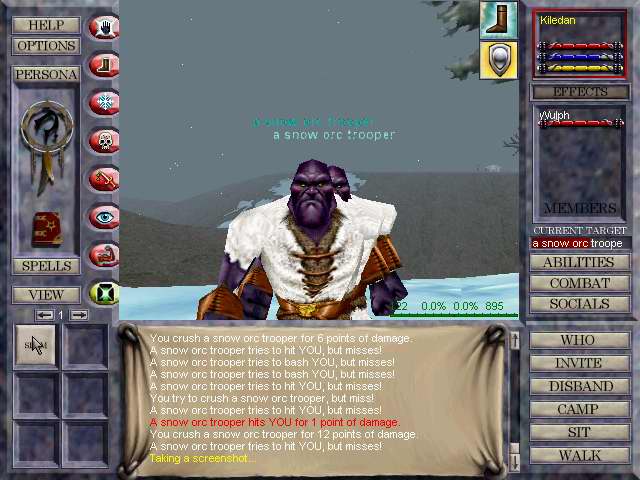 HELP
OPTIONS
PERSONA
SPELLS
VIEW
1
a snow orc trooper
a snow orc trooper
22 0.0% 0.0% 895
Kiledan
EFFECTS
yVulph
MEMBERS
CURRENT TARGET
a snow orc troope
ABILITIES
COMBAT
SOCIALS
WHO
INVITE
DISBAND
CAMP
SIT
WALK
You crush a snow orc trooper for 6 points of damage.
A snow orc trooper tries to hit YOU, but misses!
A snow orc trooper tries to bash YOU, but misses!
A snow orc trooper tries to bash YOU, but misses!
A snow orc trooper tries to hit YOU, but misses!
You try to crush a snow orc trooper, but miss!
A snow orc trooper tries to hit YOU, but misses!
A snow orc trooper hits YOU for 1 point of damage.
You crush a snow orc trooper for 12 points of damage.
A snow orc trooper tries to hit YOU, but misses!
Taking a screenshot...